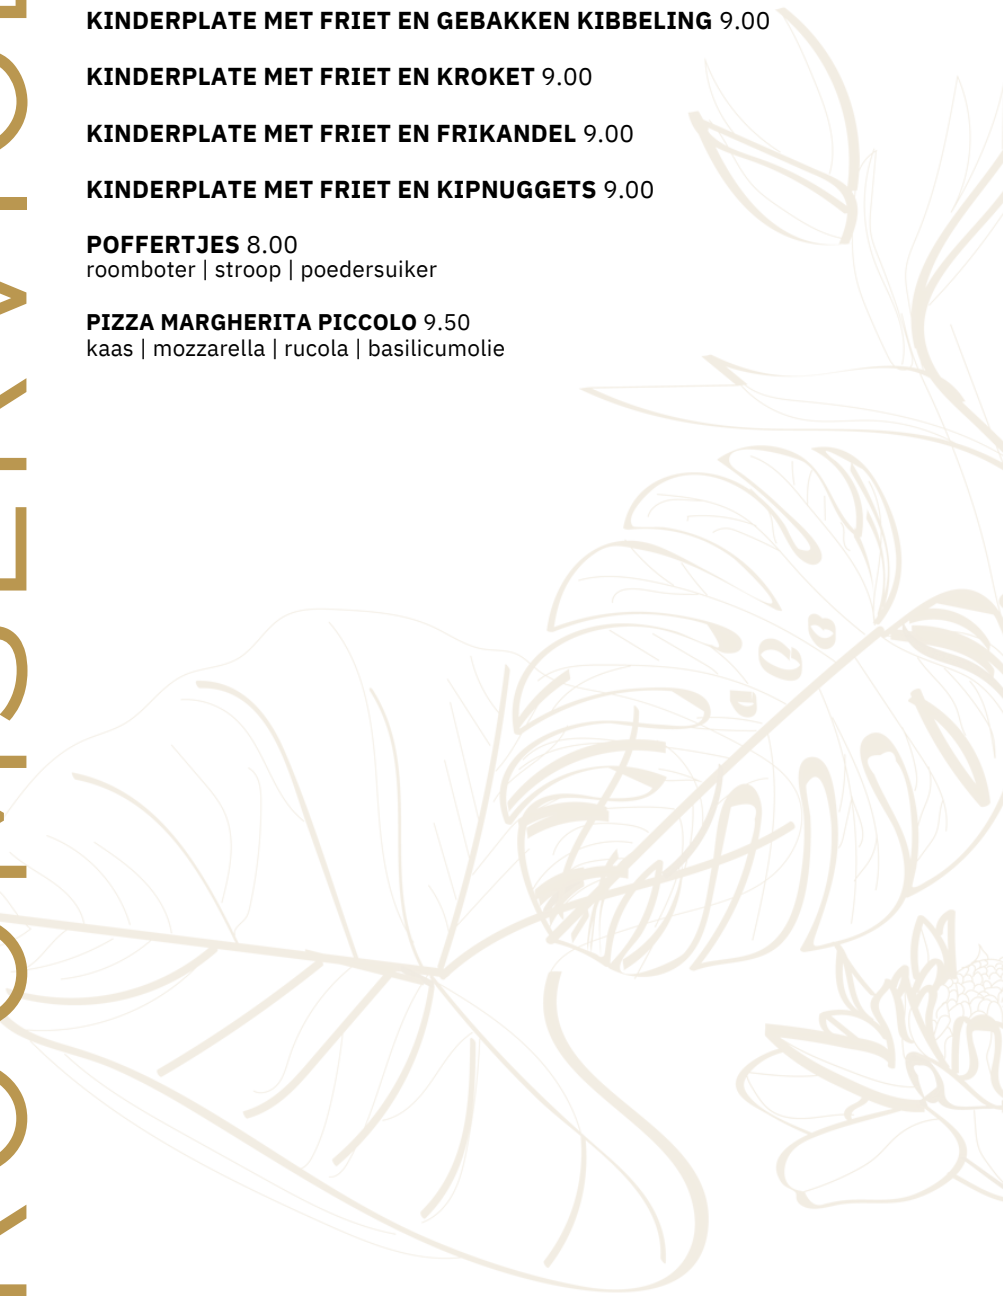 KINDERPLATE MET FRIET EN GEBAKKEN KIBBELING 9.00
KINDERPLATE MET FRIET EN KROKET 9.00
KINDERPLATE MET FRIET EN FRIKANDEL 9.00
KINDERPLATE MET FRIET EN KIPNUGGETS 9.00
POFFERTJES 8.00
roomboter | stroop | poedersuiker
PIZZA MARGHERITA PICCOLO 9.50
kaas | mozzarella | rucola | basilicumolie